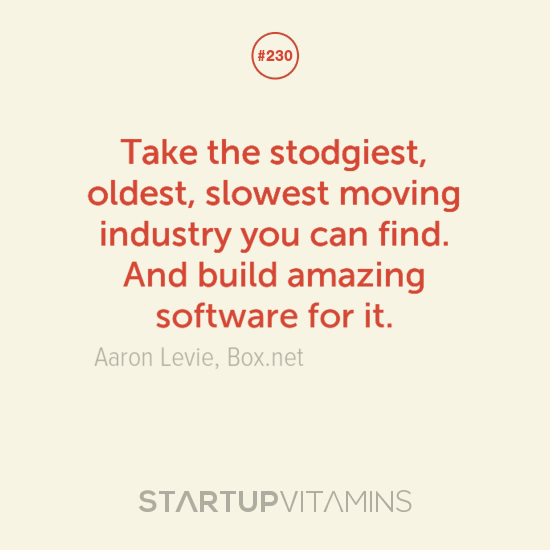 #230
Take the stodgiest,
oldest, slowest moving
industry you can find.
And build amazing
software for it.
Aaron Levie, Box.net
STARTUPVITAMINS